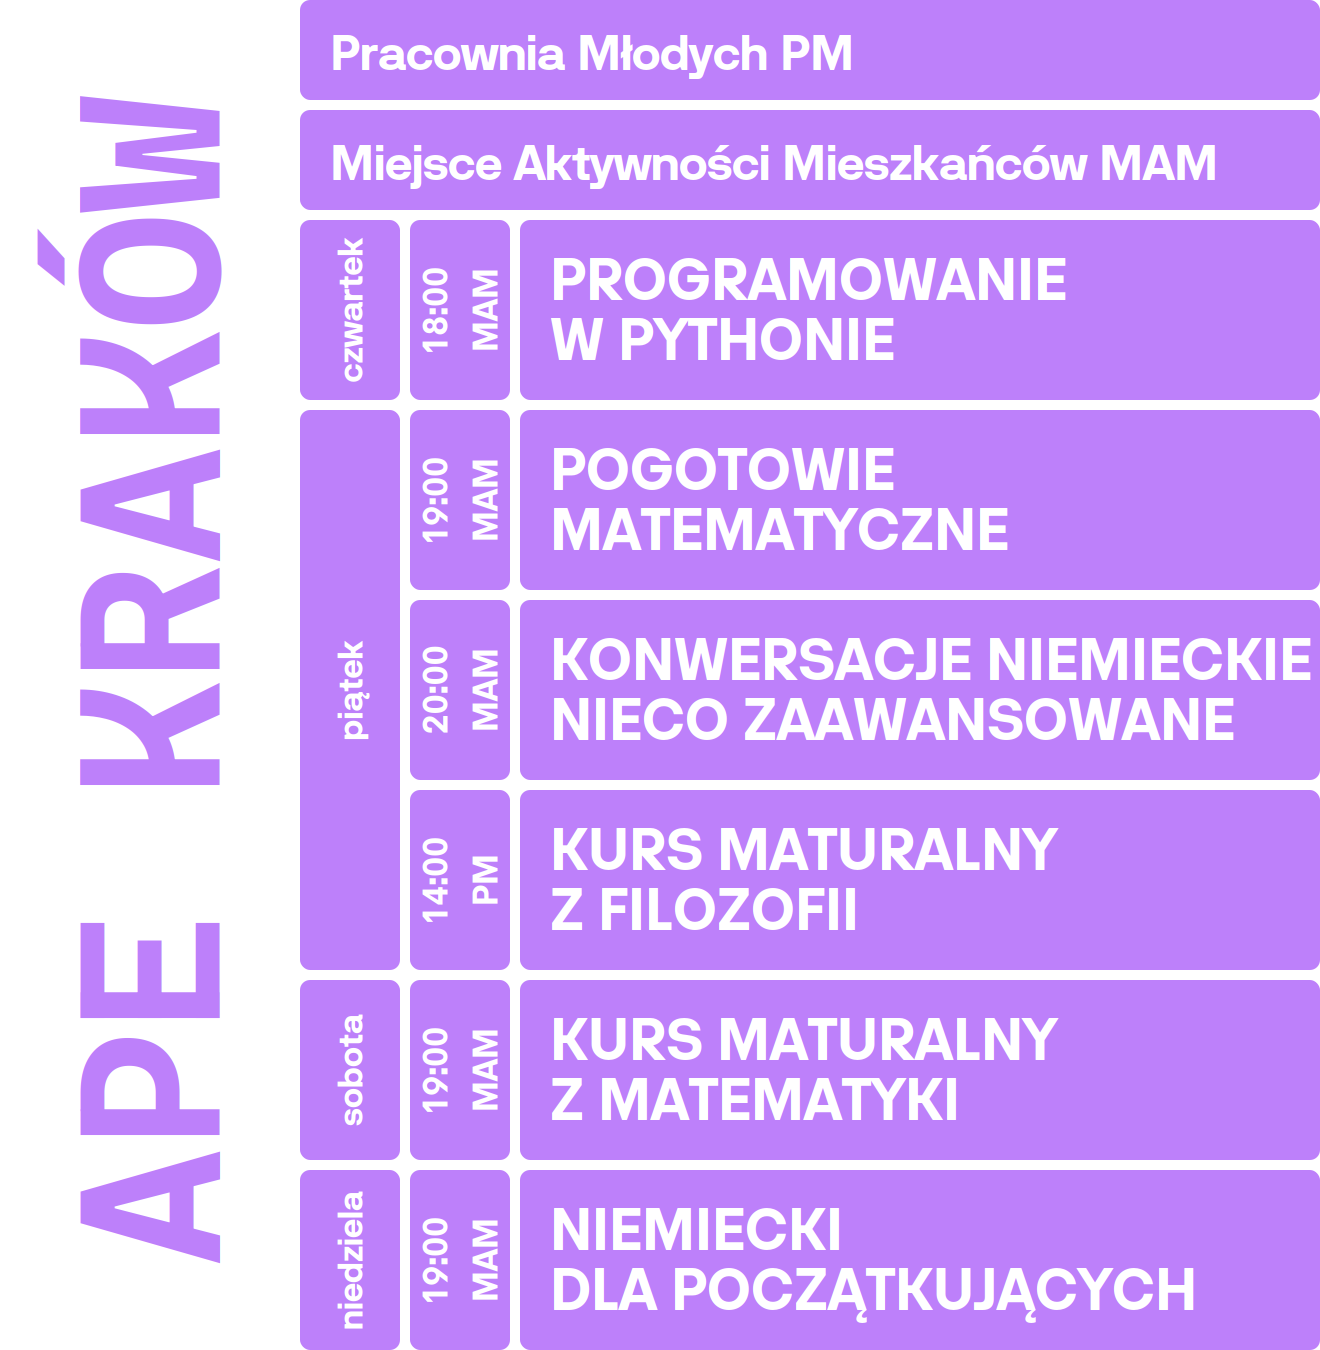 APE KRAKÓW
Pracownia Młodych PM
Miejsce Aktywności Mieszkańców MAM
czwartek
18:00
MAM
PROGRAMOWANIE
W PYTHONIE
piątek
19:00
MAM
POGOTOWIE
MATEMATYCZNE
20:00
MAM
KONWERSACJE NIEMIECKIE
NIECO ZAAWANSOWANE
14:00
PM
KURS MATURALNY
Z FILOZOFII
sobota
19:00
MAM
KURS MATURALNY
Z MATEMATYKI
niedziela
19:00
MAM
NIEMIECKI
DLA POCZĄTKUJĄCYCH